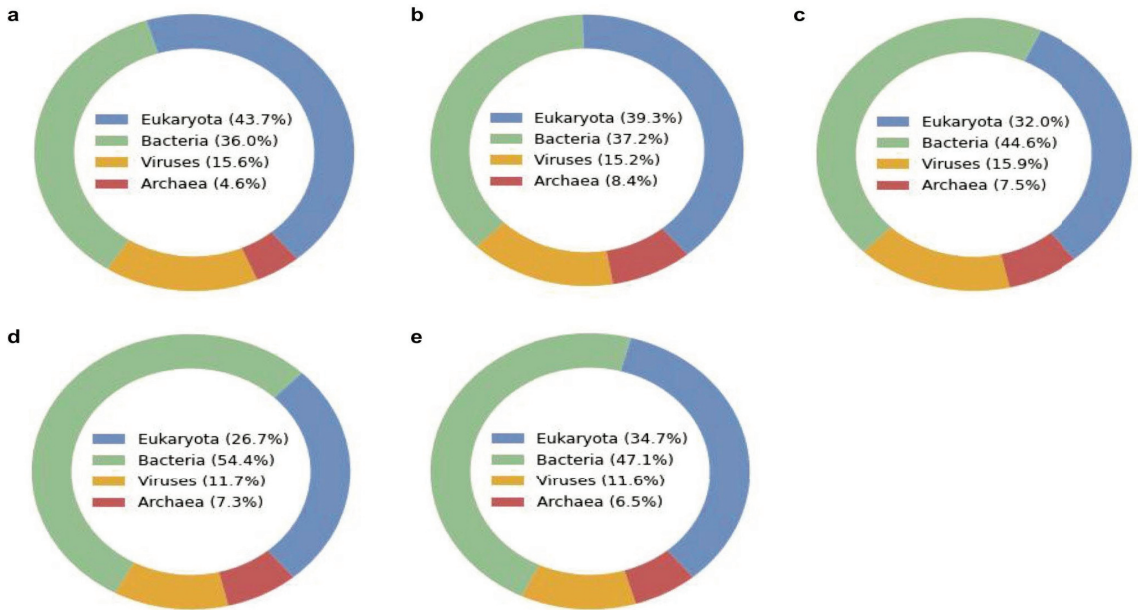 a
Eukaryota (43.7%)
Bacteria (36.0%)
Viruses (15.6%)
Archaea (4.6%)
b
Eukaryota (39.3%)
Bacteria (37.2%)
Viruses (15.2%)
Archaea (8.4%)
c
Eukaryota (32.0%)
Bacteria (44.6%)
Viruses (15.9%)
Archaea (7.5%)
d
Eukaryota (26.7%)
Bacteria (54.4%)
Viruses (11.7%)
Archaea (7.3%)
e
Eukaryota (34.7%)
Bacteria (47.1%)
Viruses (11.6%)
Archaea (6.5%)